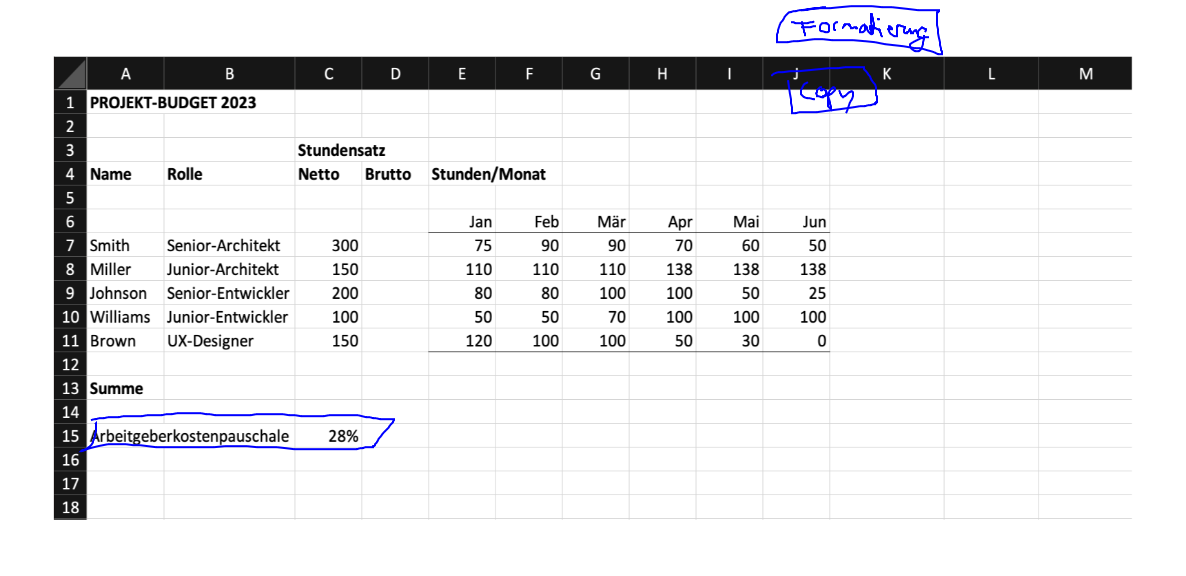 Formatierung
A B C D E F G H I J K L M
Copy
1 PROJEKT-BUDGET 2023
2
3 Stundensatz
4 Name Rolle Netto Brutto Stunden/Monat
5
6 Jan Feb Mär Apr Mai Jun
7 Smith Senior-Architekt 300 75 90 90 70 60 50
8 Miller Junior-Architekt 150 110 110 110 138 138 138
9 Johnson Senior-Entwickler 200 80 80 100 100 50 25
10 Williams Junior-Entwickler 100 50 50 70 100 100 100
11 Brown UX-Designer 150 120 100 100 50 30 0
12
13 Summe
14
15 Arbeitgeberkostenpauschale 28%
16
17
18